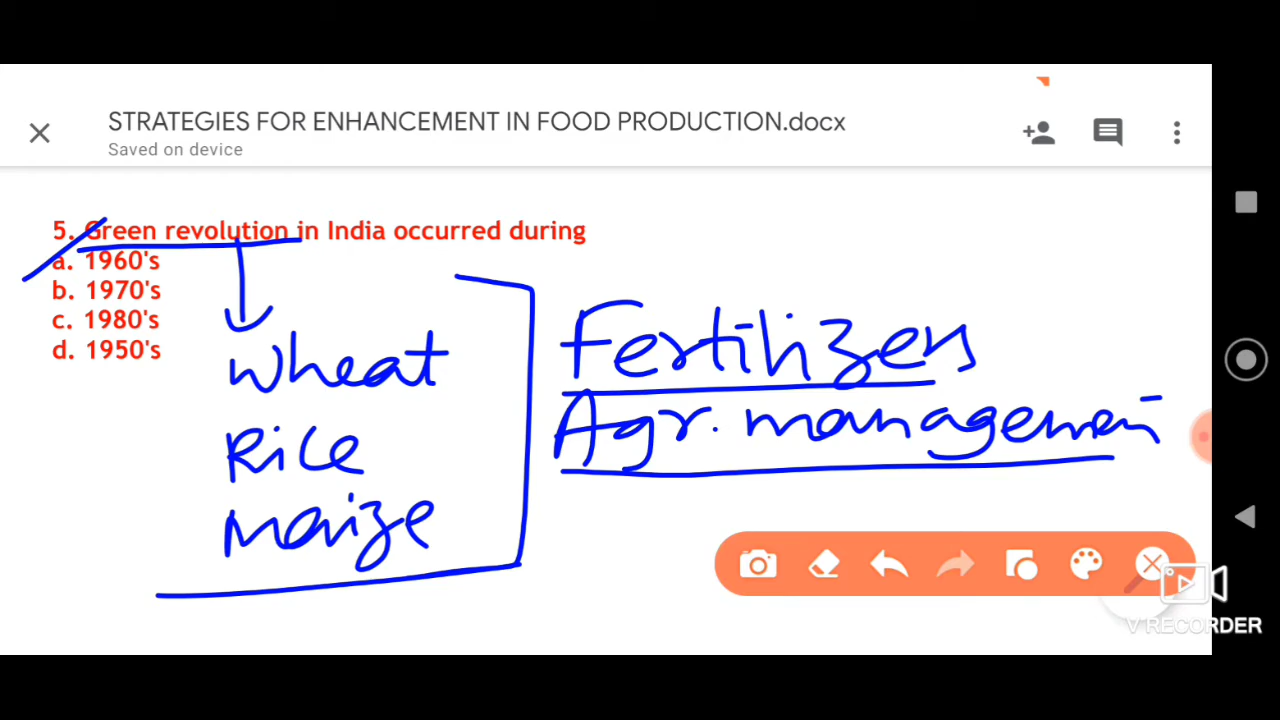 STRATEGIES FOR ENHANCEMENT IN FOOD PRODUCTION.docx
Saved on device
5. Green revolution in India occurred during
a. 1960's
b. 1970's
c. 1980's
d. 1950's
Wheat
Rice
Maize
Fertilizers
Agr. managemen
V RECORDER